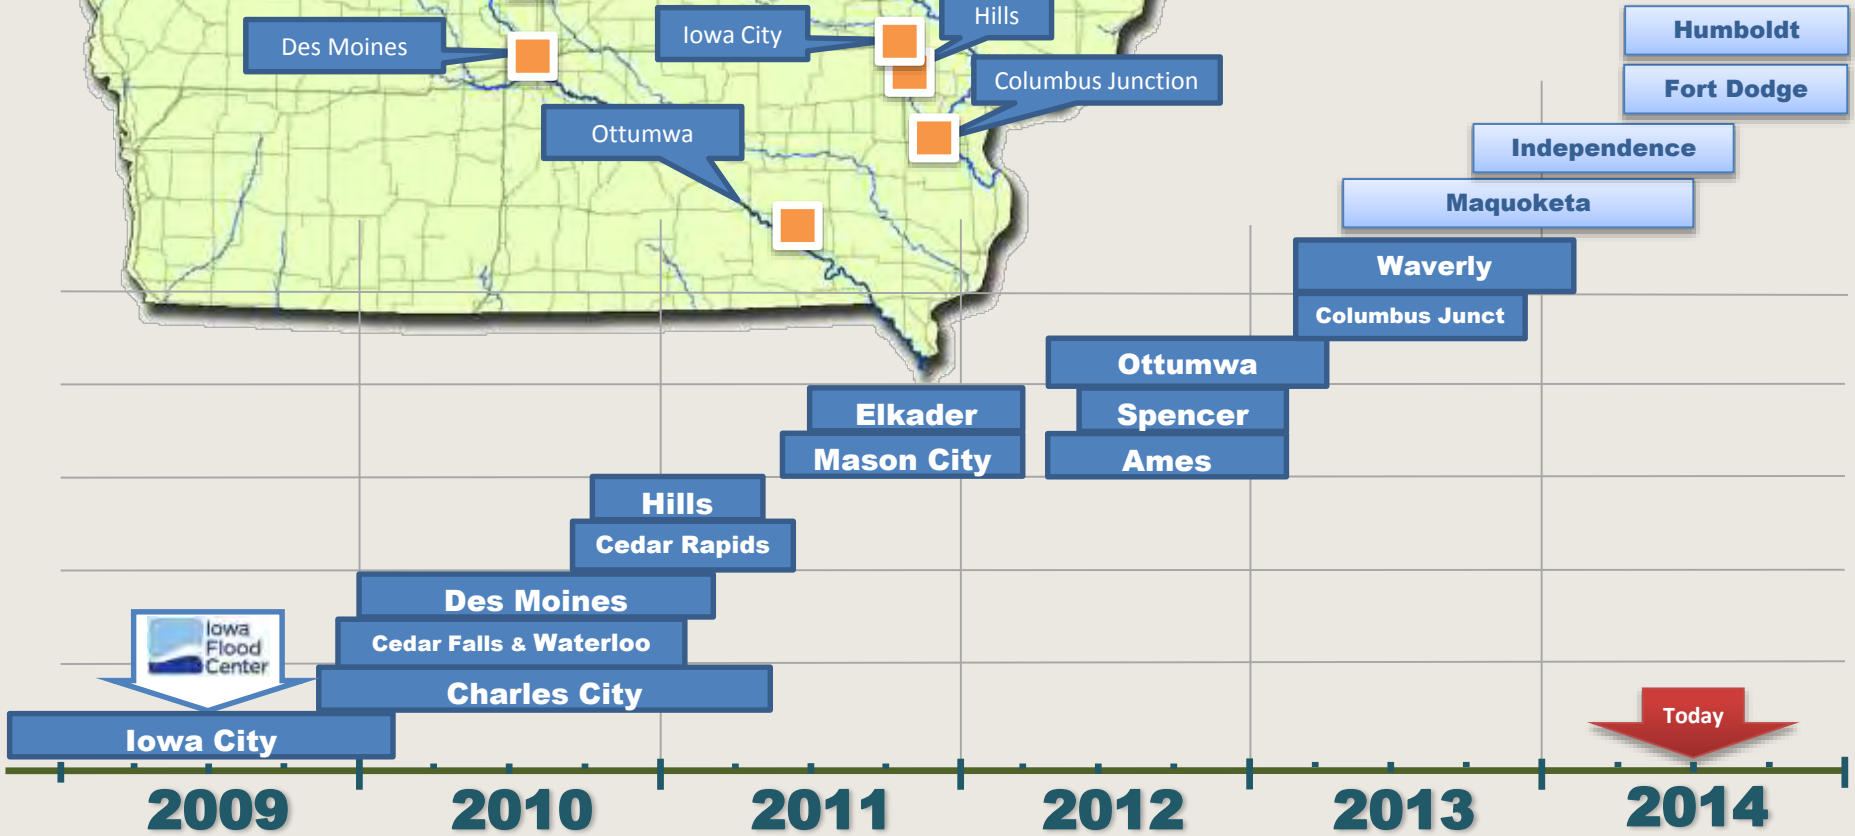 Hills
Iowa City
Des Moines
Columbus Junction
Ottumwa
Humboldt
Fort Dodge
Independence
Maquoketa
Waverly
Columbus Junct
Ottumwa
Elkader
Spencer
Mason City
Ames
Hills
Cedar Rapids
Des Moines
Cedar Falls & Waterloo
Charles City
Iowa City
Iowa
Flood
Center
Today
2009 2010 2011 2012 2013 2014